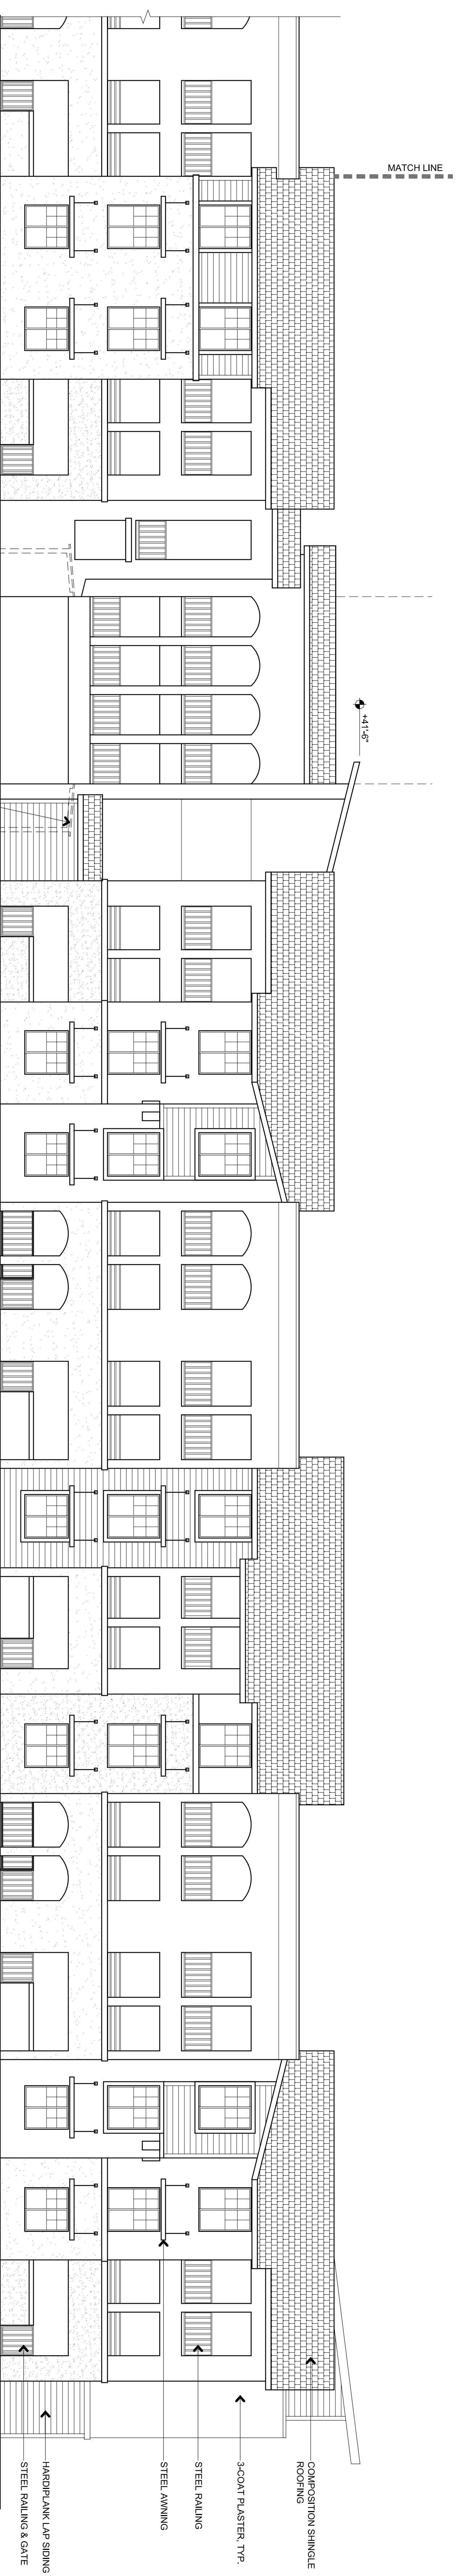 MATCH LINE
+41'-6"
COMPOSITION SHINGLE
ROOFING
3-COAT PLASTER, TYP.
STEEL RAILING
STEEL AWNING
HARDIPLANK LAP SIDING
STEEL RAILING & GATE